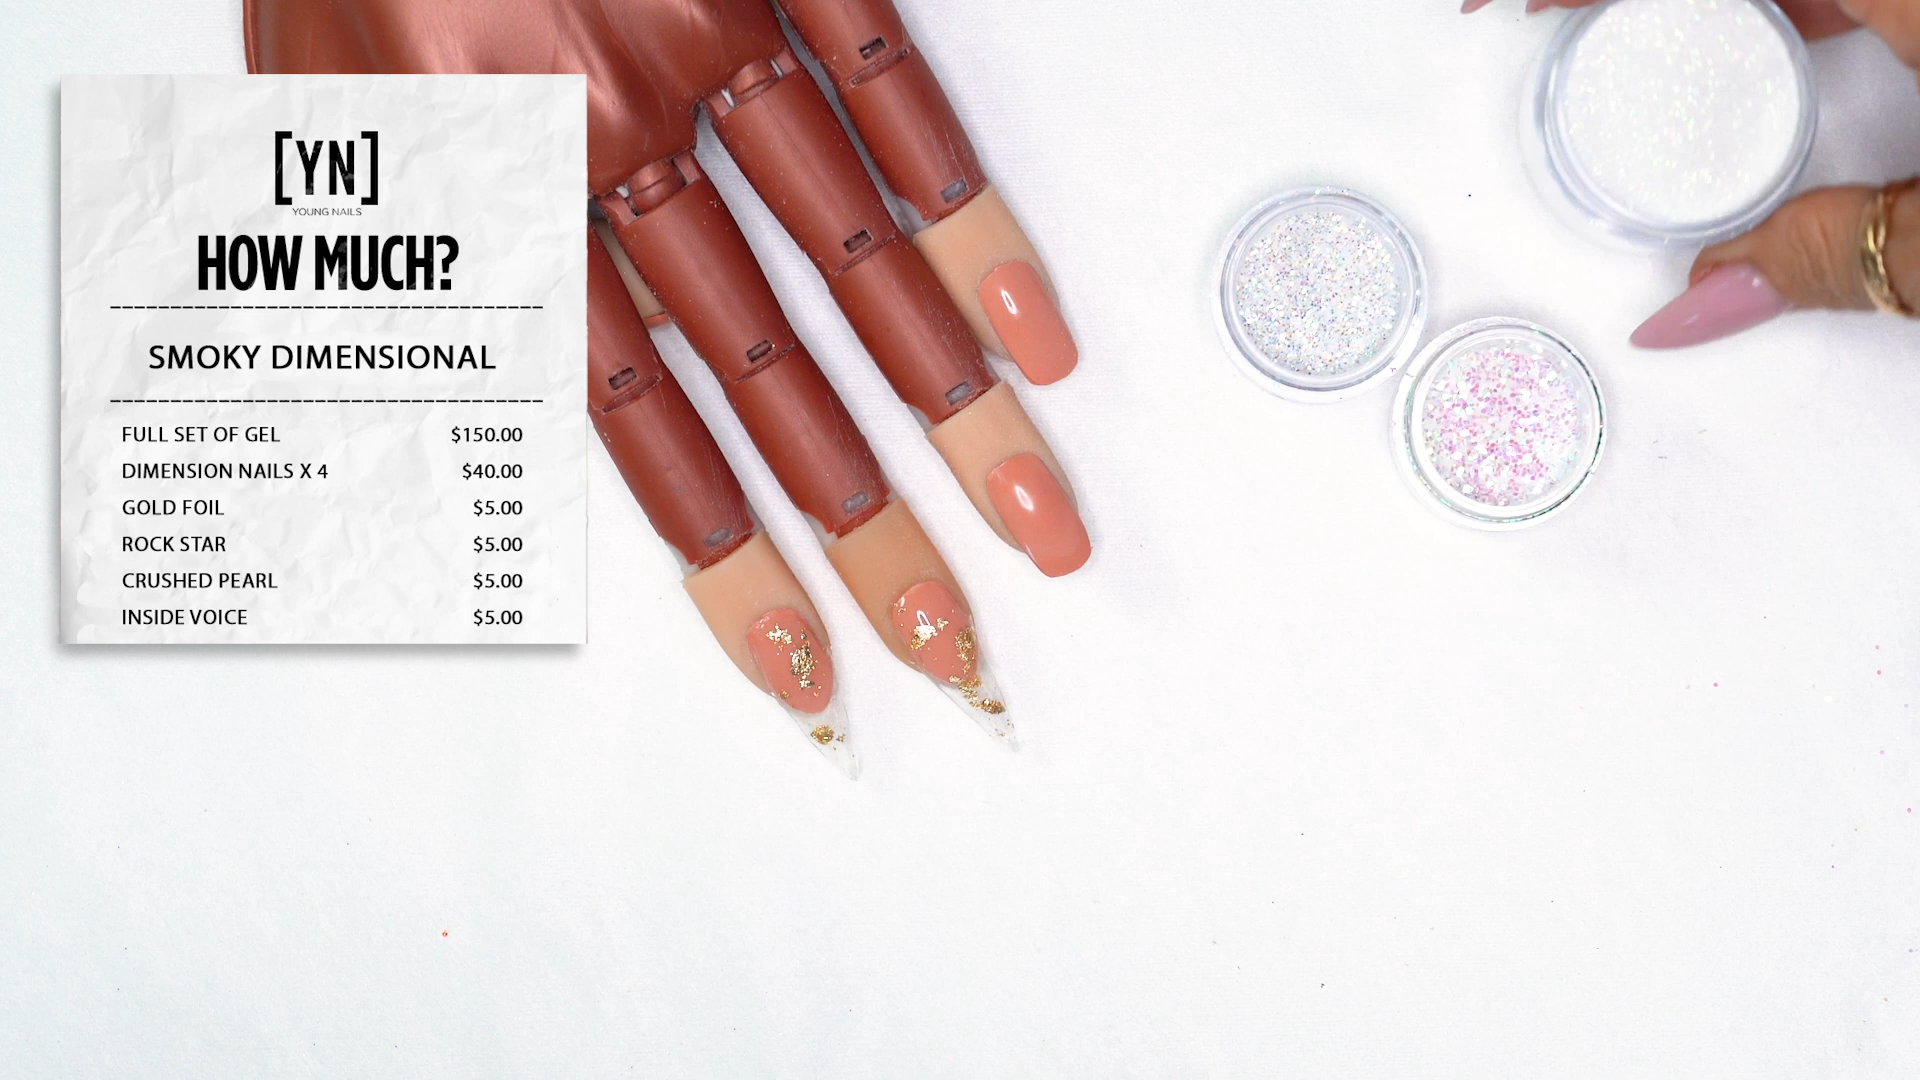 [YN]
YOUNG NAILS
HOW MUCH?
SMOKY DIMENSIONAL
FULL SET OF GEL $150.00
DIMENSION NAILS X 4 $40.00
GOLD FOIL $5.00
ROCK STAR $5.00
CRUSHED PEARL $5.00
INSIDE VOICE $5.00